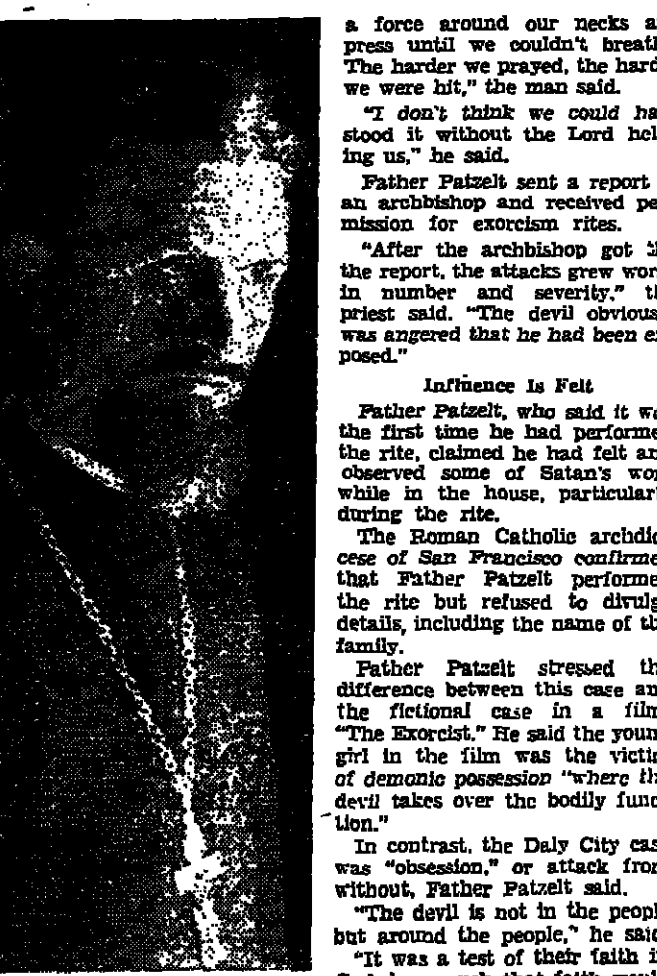 a force around our necks a
press until we couldn't breat
The harder we prayed, the hard
we were hit," the man said.
"I don't think we could ha
stood it without the Lord hel
ing us," he said.
Father Patzelt sent a report
an archbishop and received pe
mission for exorcism rites.
"After the archbishop got
the report, the attacks grew wor
in number and severity," t
priest said. "The devil obvious
was angered that he had been e
posed."
Influence Is Felt
Father Patzelt, who said it w
the first time he had performe
the rite, claimed he had felt an
observed some of Satan's wo
while in the house, particular
during the rite.
The Roman Catholic archdio
cese of San Francisco confirme
that Father Patzelt performe
the rite but refused to divulg
details, including the name of th
family.
Father Patzelt stressed th
difference between this case an
the fictional case in a film
"The Exorcist." He said the youn
girl in the film was the victi
of demonic possession "where th
devil takes over the bodily func
tion."
In contrast, the Daly City cas
was "obsession," or attack fro
without, Father Patzelt said.
"The devil is not in the peopl
but around the people," he said
"It was a test of their faith i